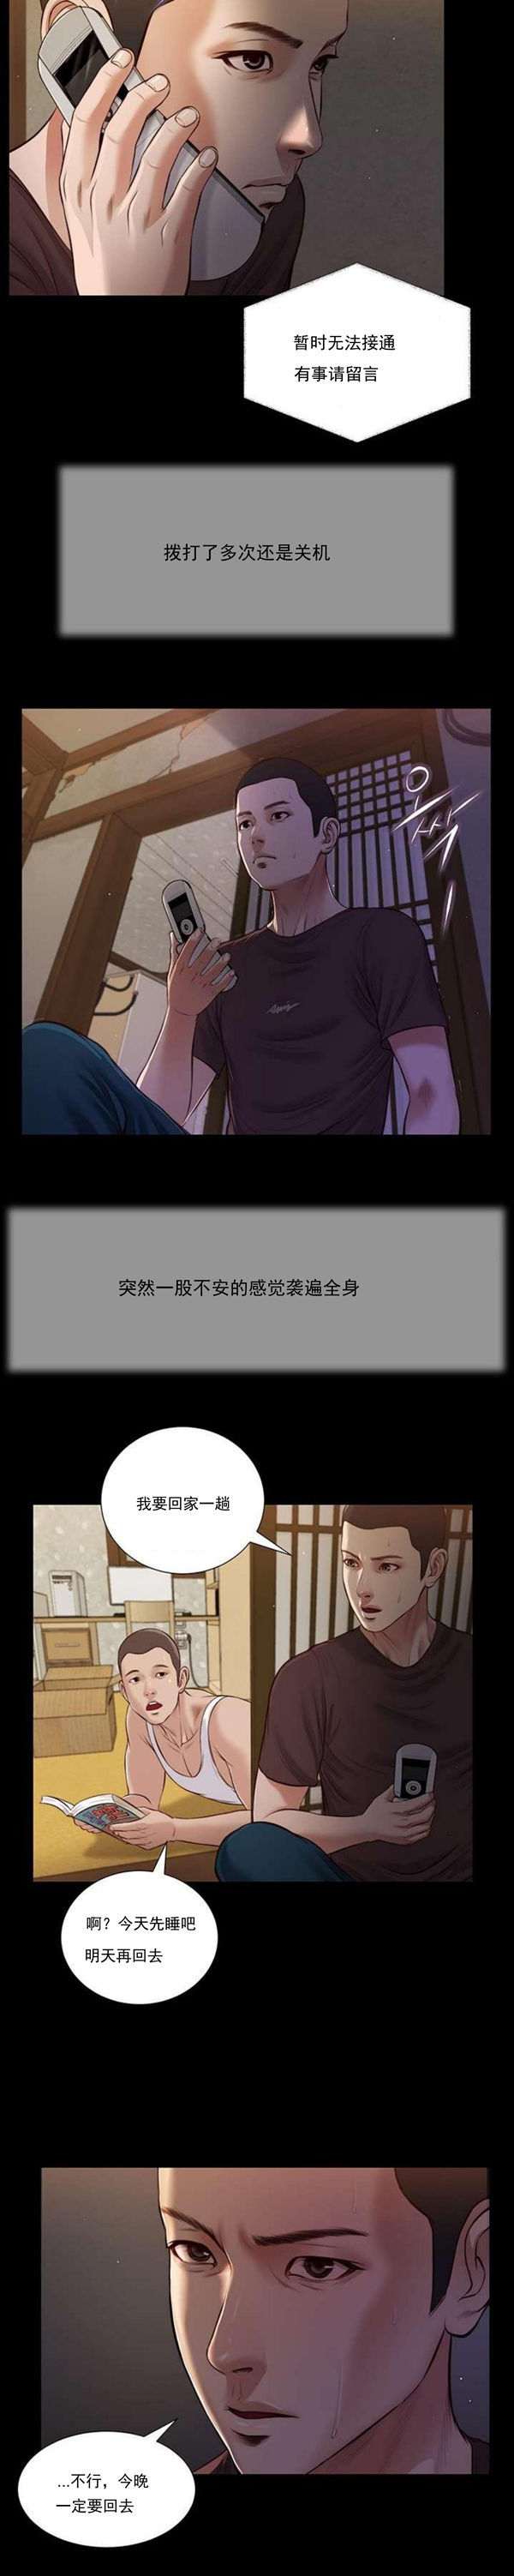 暂时无法接通
有事请留言
拨打了多次还是关机
오싹
突然一股不安的感觉袭遍全身
我要回家一趟
啊？今天先睡吧
明天再回去
...不行，今晚
一定要回去